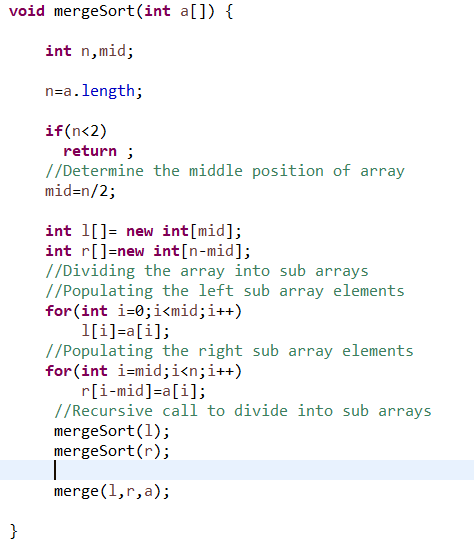 void mergeSort(int a[]) {
int n,mid;
n=a.length;
if(n<2)
return ;
//Determine the middle position of array
mid=n/2;
int l[]= new int[mid];
int r[]=new int[n-mid];
//Dividing the array into sub arrays
//Populating the left sub array elements
for(int i=0;i<mid;i++)
l[i]=a[i];
//Populating the right sub array elements
for(int i=mid;i<n;i++)
r[i-mid]=a[i];
//Recursive call to divide into sub arrays
mergeSort(l);
mergeSort(r);
merge(l,r,a);
}